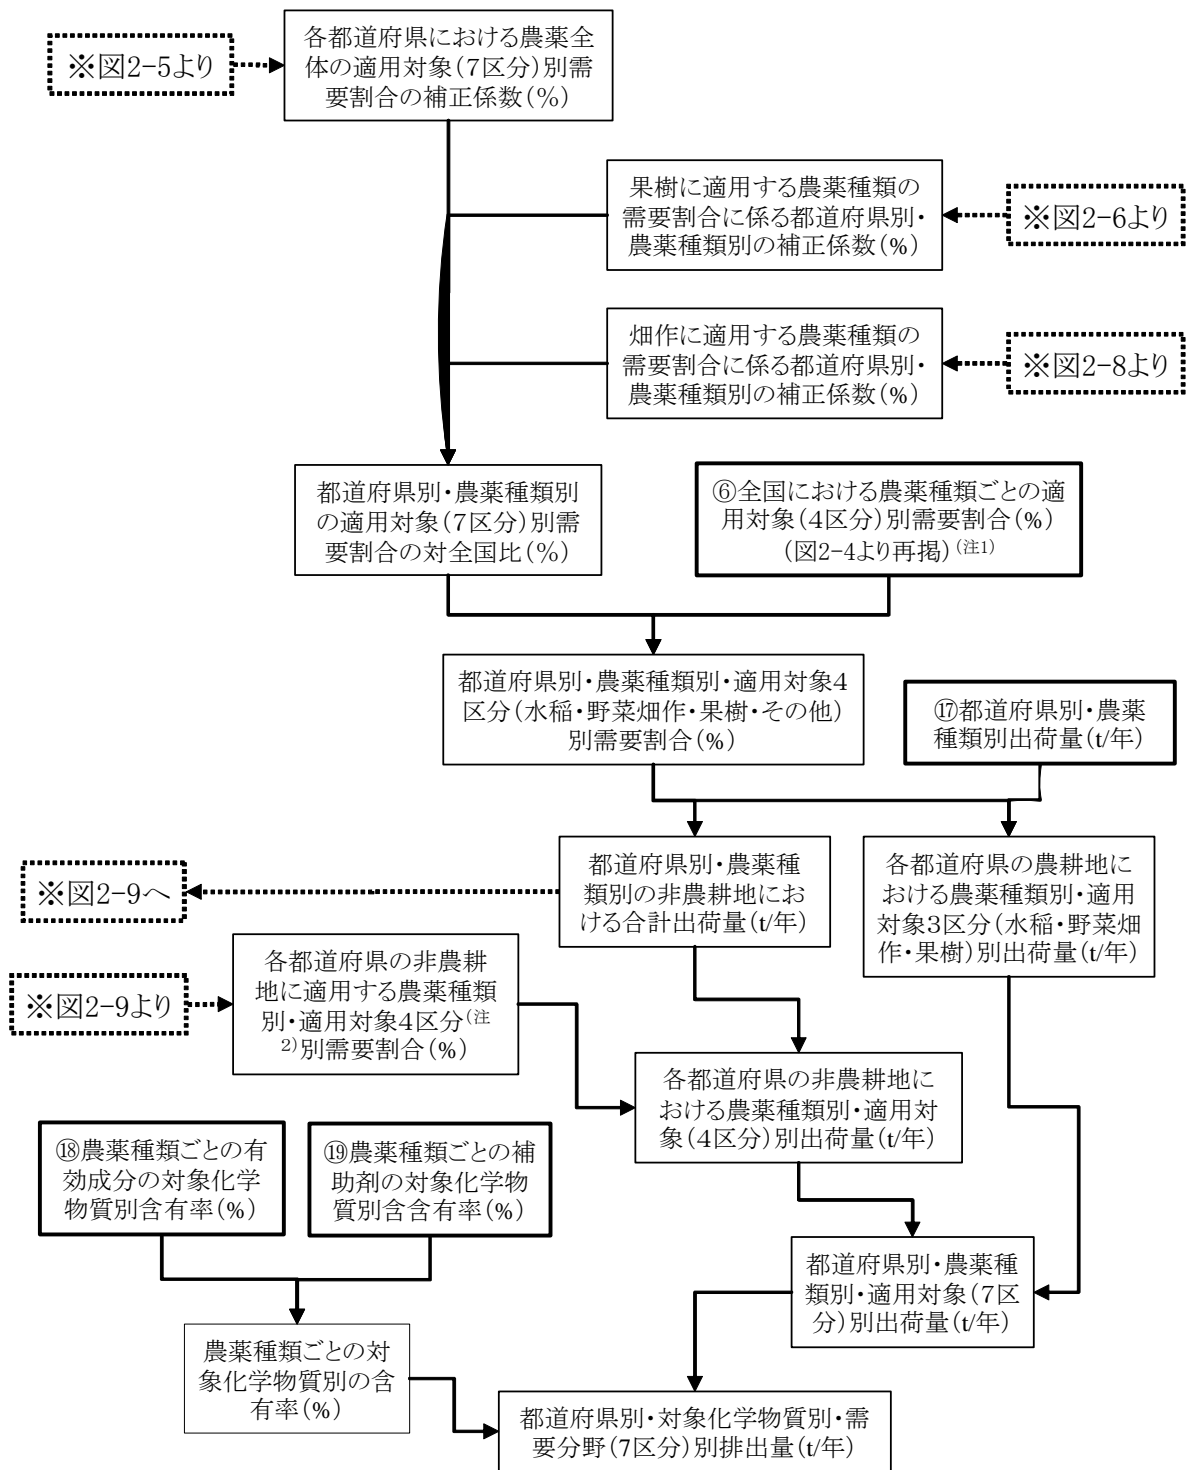 ※図2-5より
各都道府県における農薬全
体の適用対象(7区分)別需
要割合の補正係数(%)
果樹に適用する農薬種類の
需要割合に係る都道府県別・
農薬種類別の補正係数(%)
※図2-6より
畑作に適用する農薬種類の
需要割合に係る都道府県別・
農薬種類別の補正係数(%)
※図2-8より
都道府県別・農薬種類別
の適用対象(7区分)別需
要割合の対全国比(%)
⑥全国における農薬種類ごとの適
用対象(4区分)別需要割合(%)
(図2-4より再掲)(注1)
都道府県別・農薬種類別・適用対象4
区分(水稲・野菜畑作・果樹・その他)
別需要割合(%)
⑰都道府県別・農薬
種類別出荷量(t/年)
※図2-9へ
都道府県別・農薬種
類別の非農耕地にお
ける合計出荷量(t/年)
各都道府県の農耕地に
おける農薬種類別・適用
対象3区分(水稲・野菜畑
作・果樹)別出荷量(t/年)
※図2-9より
各都道府県の非農耕
地に適用する農薬種類
別・適用対象4区分(注
2)別需要割合(%)
各都道府県の非農耕地に
おける農薬種類別・適用対
象(4区分)別出荷量(t/年)
⑱農薬種類ごとの有
効成分の対象化学
物質別含有率(%)
⑲農薬種類ごとの補
助剤の対象化学物
質別含含有率(%)
都道府県別・農薬種
類別・適用対象(7区
分)別出荷量(t/年)
農薬種類ごとの対
象化学物質別の含
有率(%)
都道府県別・対象化学物質別・需
要分野(7区分)別排出量(t/年)